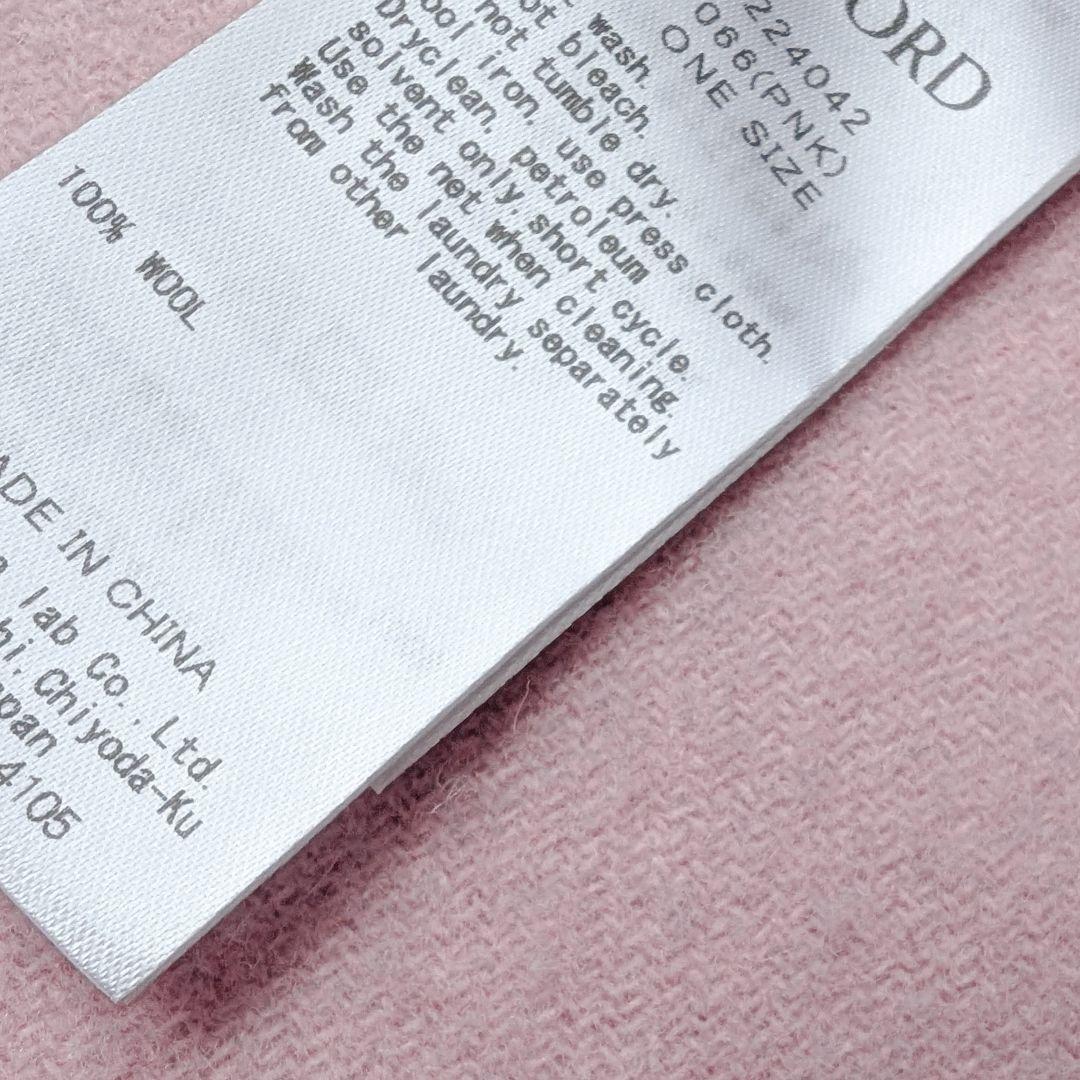 ORD
224042
066(PNK)
ONE SIZE
wash.
ot bleach.
not tumble dry.
ool iron, use press cloth.
Dryclean, petroleum
solvent only, short cycle.
Use the net when cleaning.
Wash the laundry separately
from other laundry.
100% WOOL
ADE IN CHINA
lab Co., Ltd.
hi, Chiyoda-Ku
pan
4105